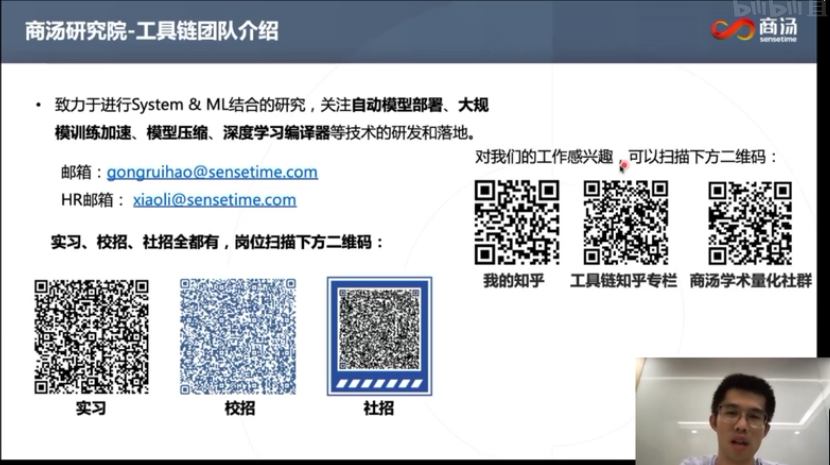 商汤研究院-工具链团队介绍
bilibili
商汤
sensetime
• 致力于进行System & ML结合的研究，关注自动模型部署、大规
模训练加速、模型压缩、深度学习编译器等技术的研发和落地。
邮箱：gongruihao@sensetime.com
HR邮箱： xiaoli@sensetime.com
实习、校招、社招全都有，岗位扫描下方二维码：
实习
校招
社招
对我们的工作感兴趣，可以扫描下方二维码：
我的知乎
工具链知乎专栏
商汤学术量化社群